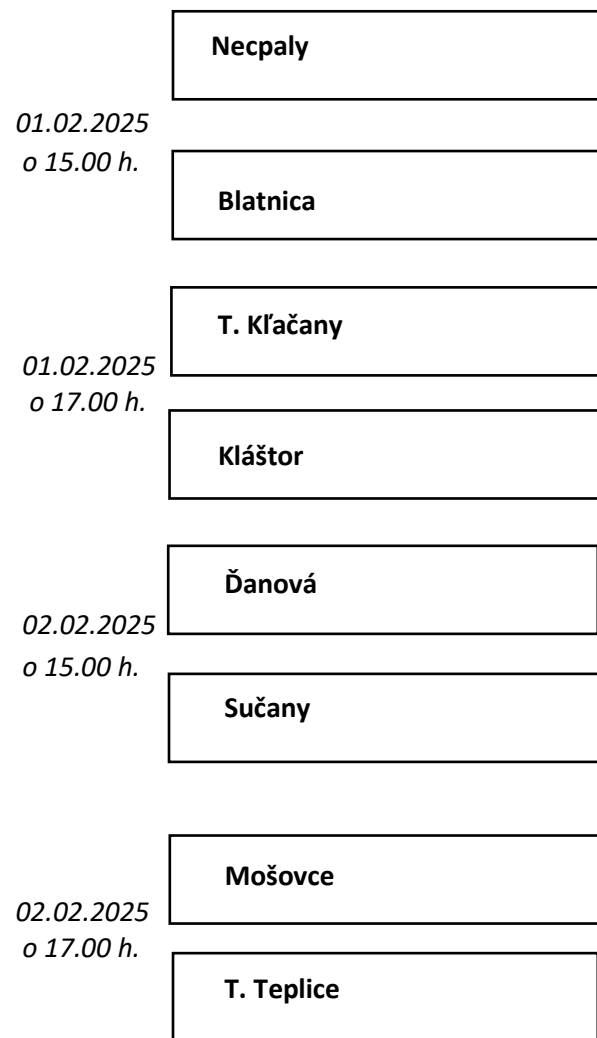 Necpaly
01.02.2025
o 15.00 h.
Blatnica
T. Kľačany
01.02.2025
o 17.00 h.
Kláštor
Ďanová
02.02.2025
o 15.00 h.
Sučany
Mošovce
02.02.2025
o 17.00 h.
T. Teplice